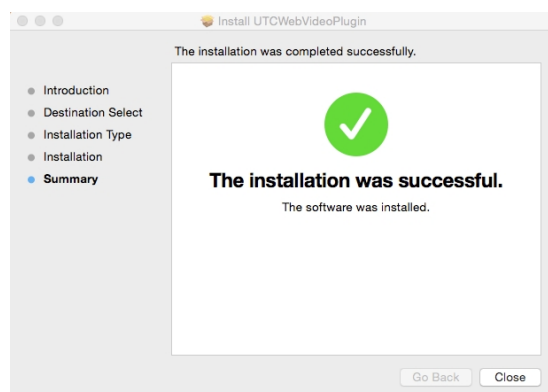 Install UTCWebVideoPlugin
The installation was completed successfully.
Introduction
Destination Select
Installation Type
Installation
Summary
The installation was successful.
The software was installed.
Go Back
Close